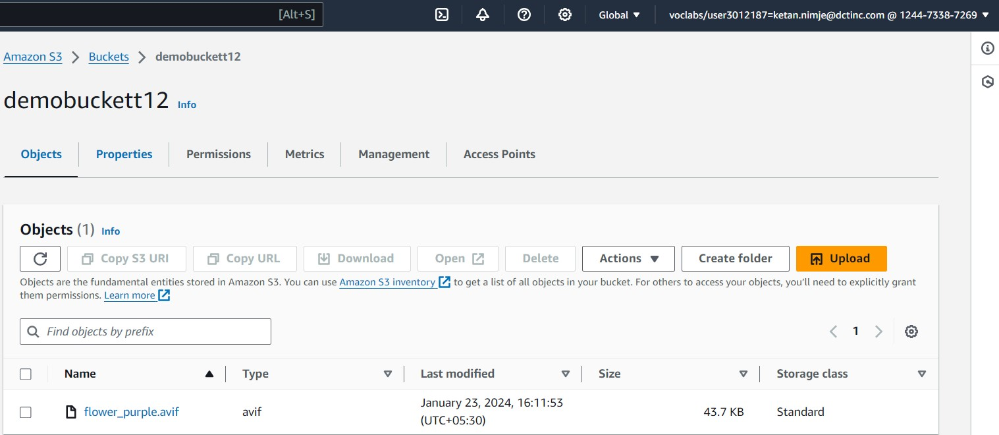 [Alt+S] Global voclabs/user3012187=ketan.nimje@dctinc.com @ 1244-7338-7269
Amazon S3 Buckets demobuckett12
demobuckett12 Info
Objects Properties Permissions Metrics Management Access Points
Objects (1) Info
Copy S3 URI Copy URL Download Open Delete Actions Create folder Upload
Objects are the fundamental entities stored in Amazon S3. You can use Amazon S3 inventory to get a list of all objects in your bucket. For others to access your objects, you'll need to explicitly grant
them permissions. Learn more
Find objects by prefix 1
Name Type Last modified Size Storage class
flower_purple.avif avif January 23, 2024, 16:11:53 43.7 KB Standard
(UTC+05:30)